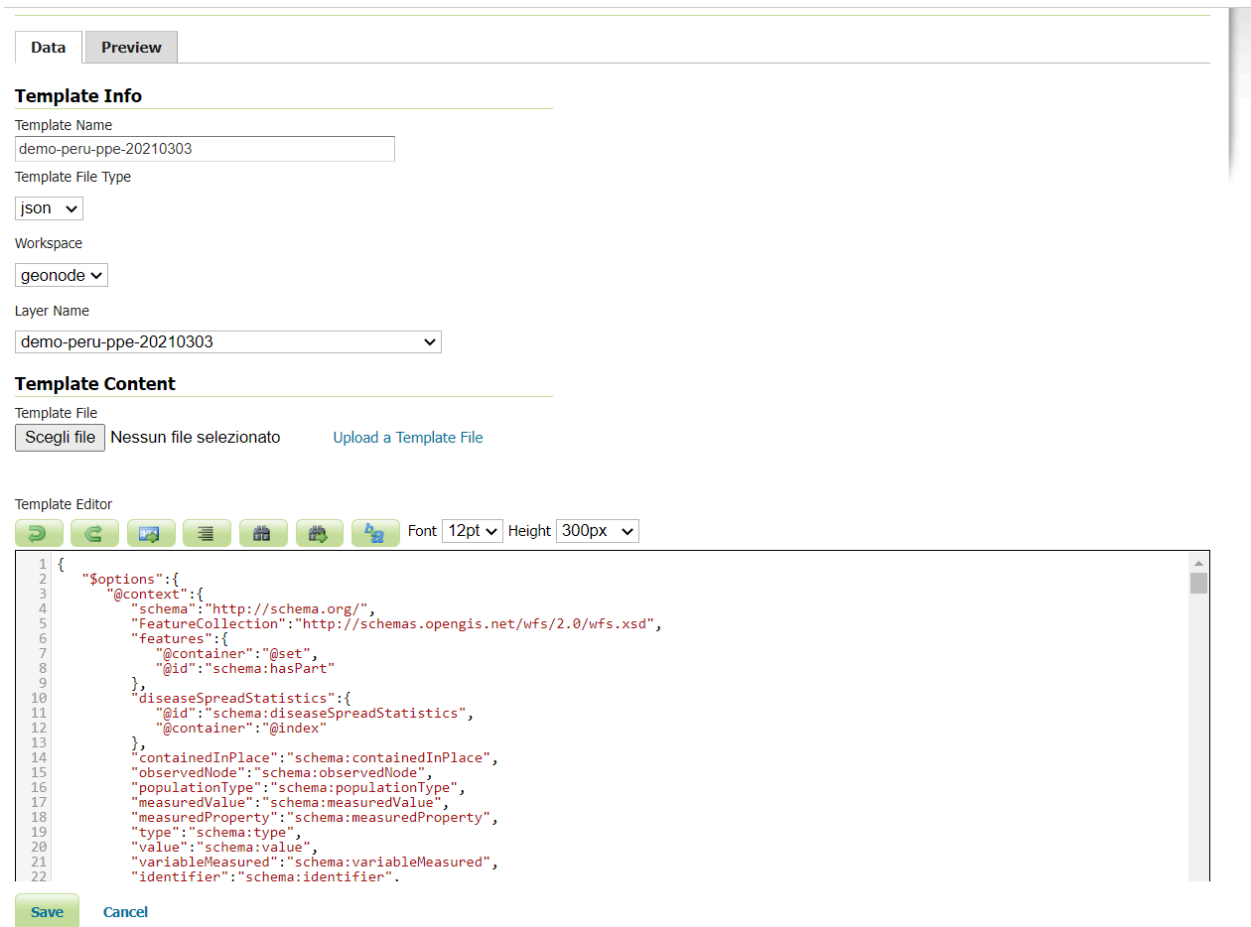 Data Preview
Template Info
Template Name
demo-peru-ppe-20210303
Template File Type
json
Workspace
geonode
Layer Name
demo-peru-ppe-20210303
Template Content
Template File
Scegli file Nessun file selezionato Upload a Template File
Template Editor
Font 12pt Height 300px
1 {
2 "$options":{
3 "@context":{
4 "schema":"http://schema.org/",
5 "FeatureCollection":"http://schemas.opengis.net/wfs/2.0/wfs.xsd",
6 "features":{
7 "@container":"@set",
8 "@id":"schema:hasPart"
9 },
10 "diseaseSpreadStatistics":{
11 "@id":"schema:diseaseSpreadStatistics",
12 "@container":"@index"
13 },
14 "containedInPlace":"schema:containedInPlace",
15 "observedNode":"schema:observedNode",
16 "populationType":"schema:populationType",
17 "measuredValue":"schema:measuredValue",
18 "measuredProperty":"schema:measuredProperty",
19 "type":"schema:type",
20 "value":"schema:value",
21 "variableMeasured":"schema:variableMeasured",
22 "identifier":"schema:identifier",
Save Cancel